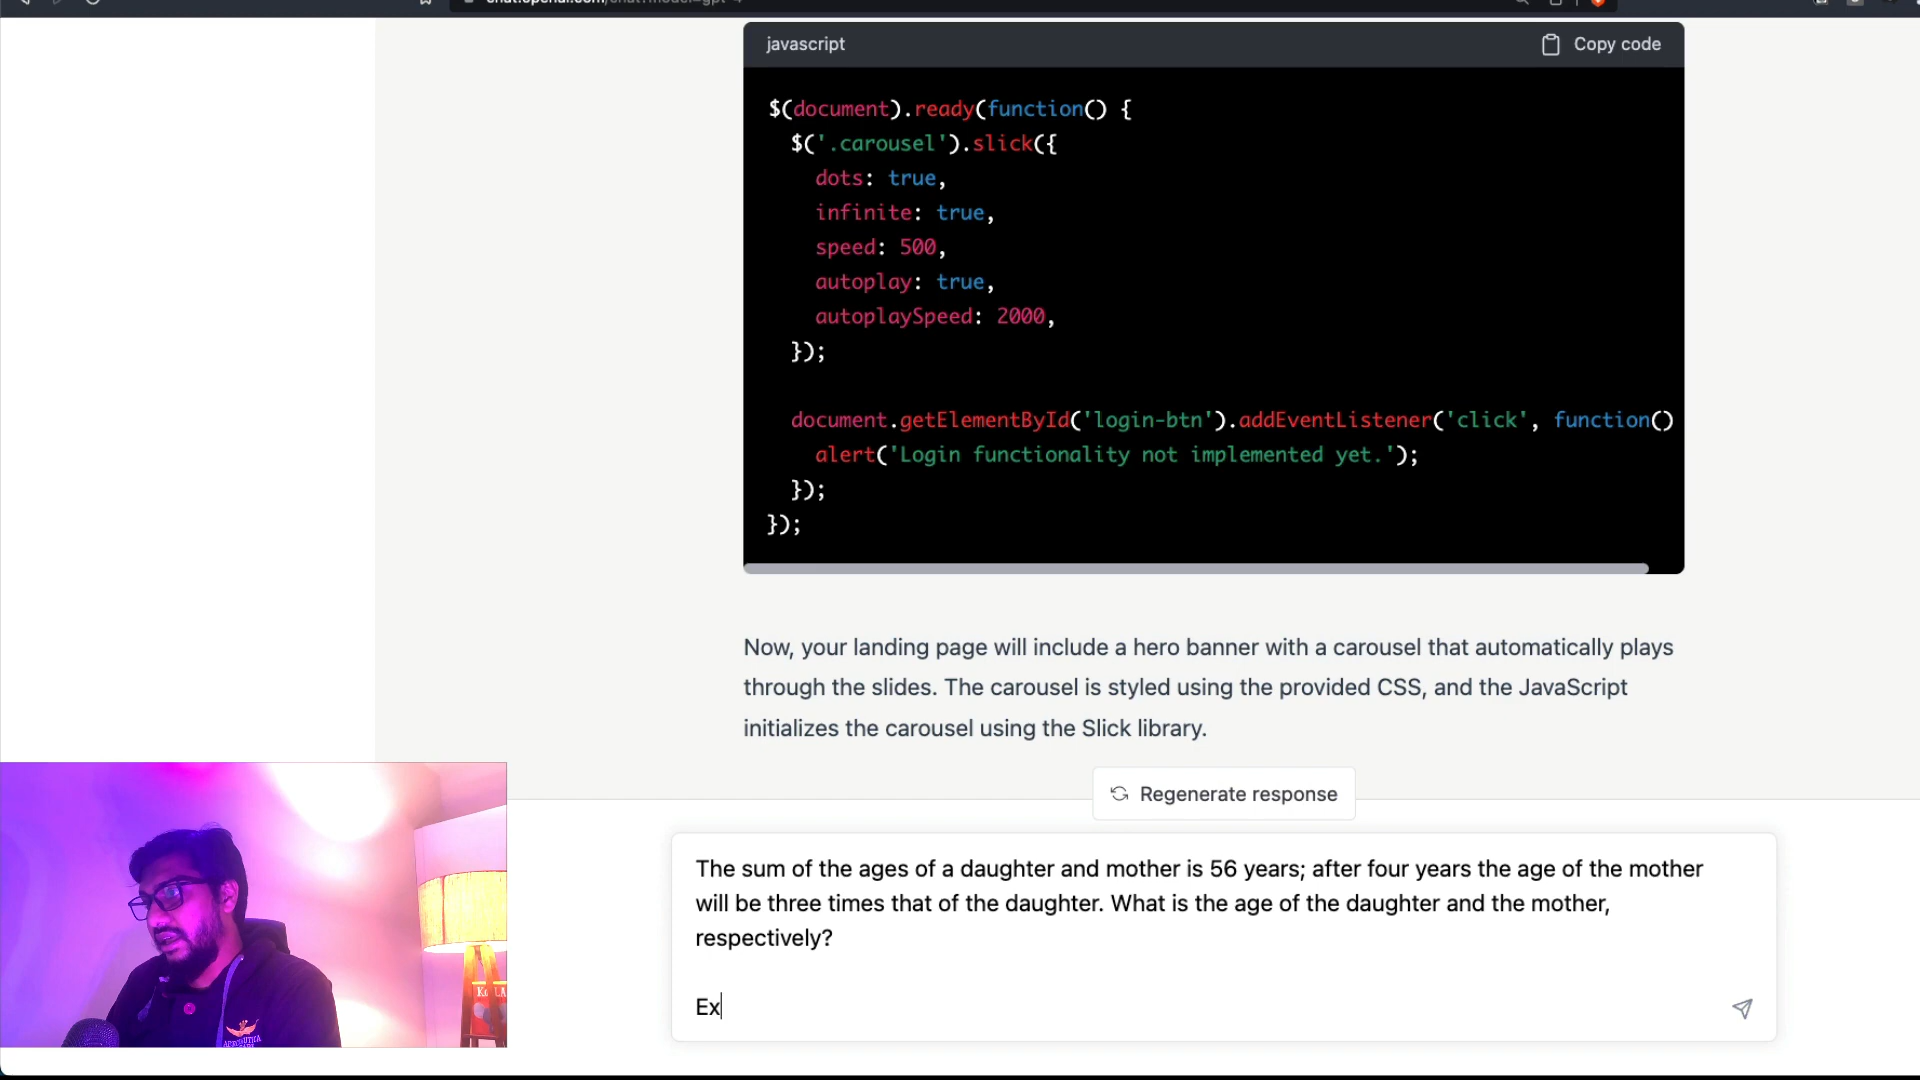 javascript
Copy code
$(document).ready(function() {
$('.carousel').slick({
dots: true,
infinite: true,
speed: 500,
autoplay: true,
autoplaySpeed: 2000,
});
document.getElementById('login-btn').addEventListener('click', function()
alert('Login functionality not implemented yet.');
});
});
Now, your landing page will include a hero banner with a carousel that automatically plays
through the slides. The carousel is styled using the provided CSS, and the JavaScript
initializes the carousel using the Slick library.
Regenerate response
The sum of the ages of a daughter and mother is 56 years; after four years the age of the mother
will be three times that of the daughter. What is the age of the daughter and the mother,
respectively?
Ex